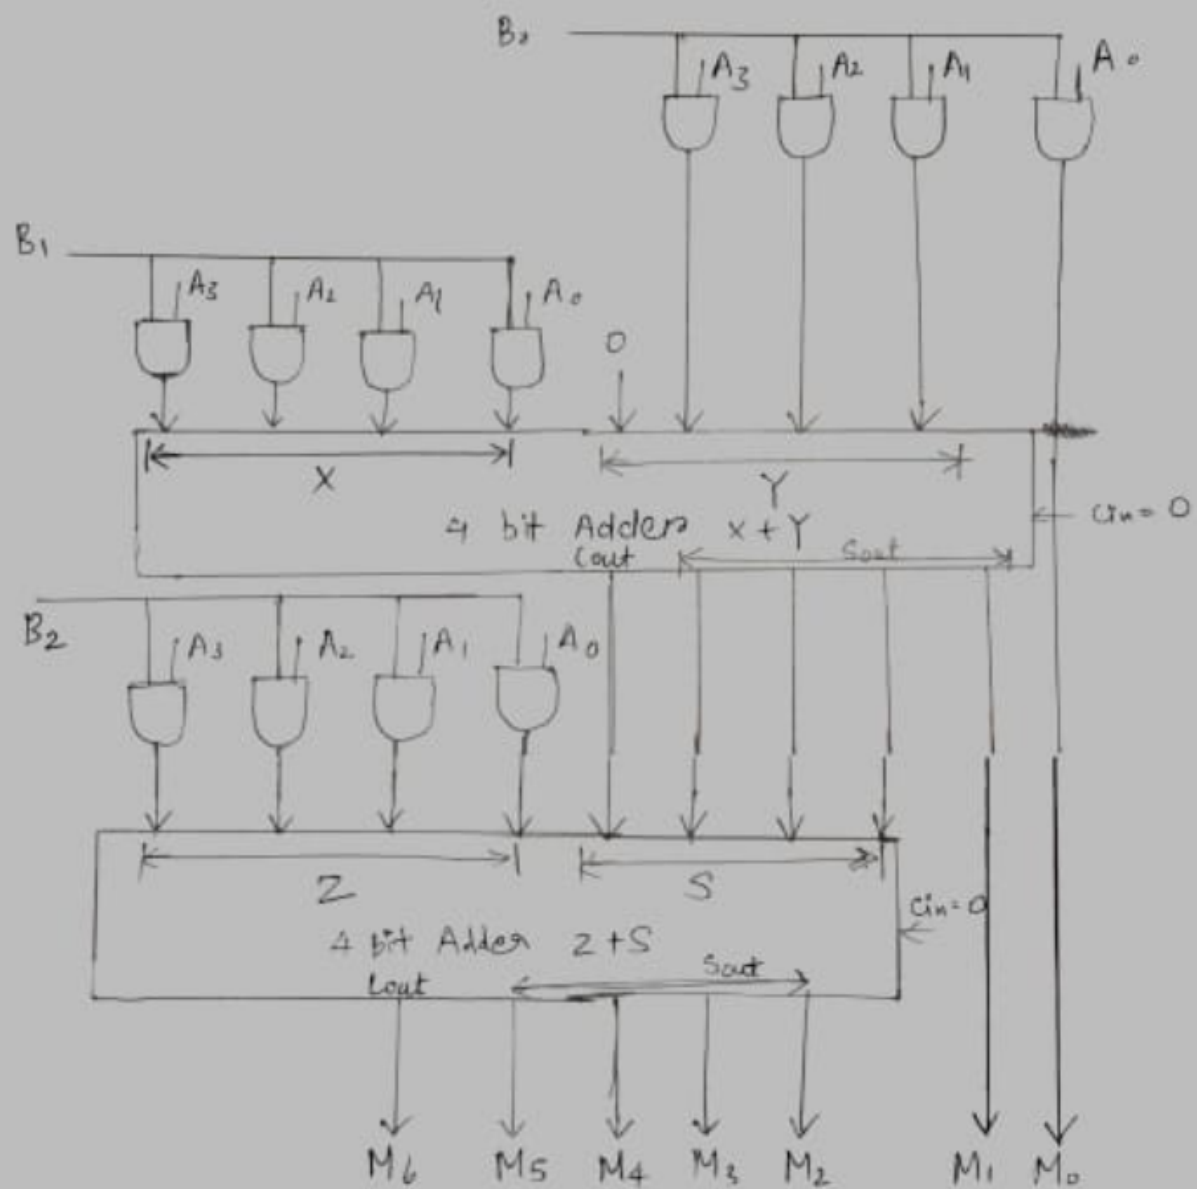 B₀
A₃ A₂ A₁ A₀
B₁
A₃ A₂ A₁ A₀ 0
X Y
4 bit Adder X + Y Cin = 0
Cout Sout
B₂
A₃ A₂ A₁ A₀
Z S
Cin = 0
4 bit Adder Z + S
Cout Sout
M₆ M₅ M₄ M₃ M₂ M₁ M₀